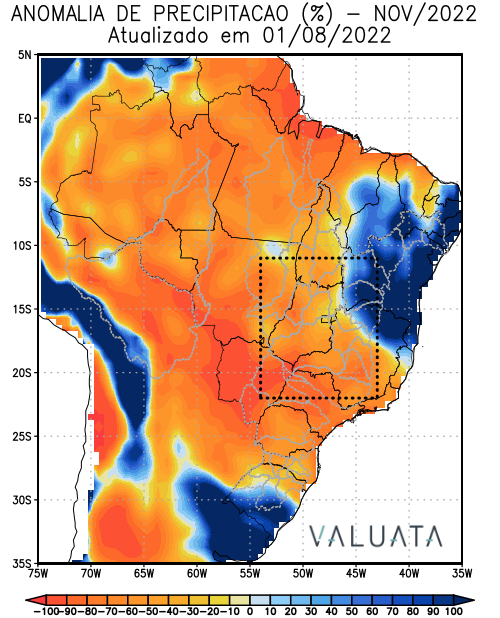 ANOMALIA DE PRECIPITACAO (%) – NOV/2022
Atualizado em 01/08/2022
5N
EQ
5S
10S
15S
20S
25S
30S
35S
75W 70W 65W 60W 55W 50W 45W 40W 35W
VALUATA
-100 -90 -80 -70 -60 -50 -40 -30 -20 -10 0 10 20 30 40 50 60 70 80 90 100